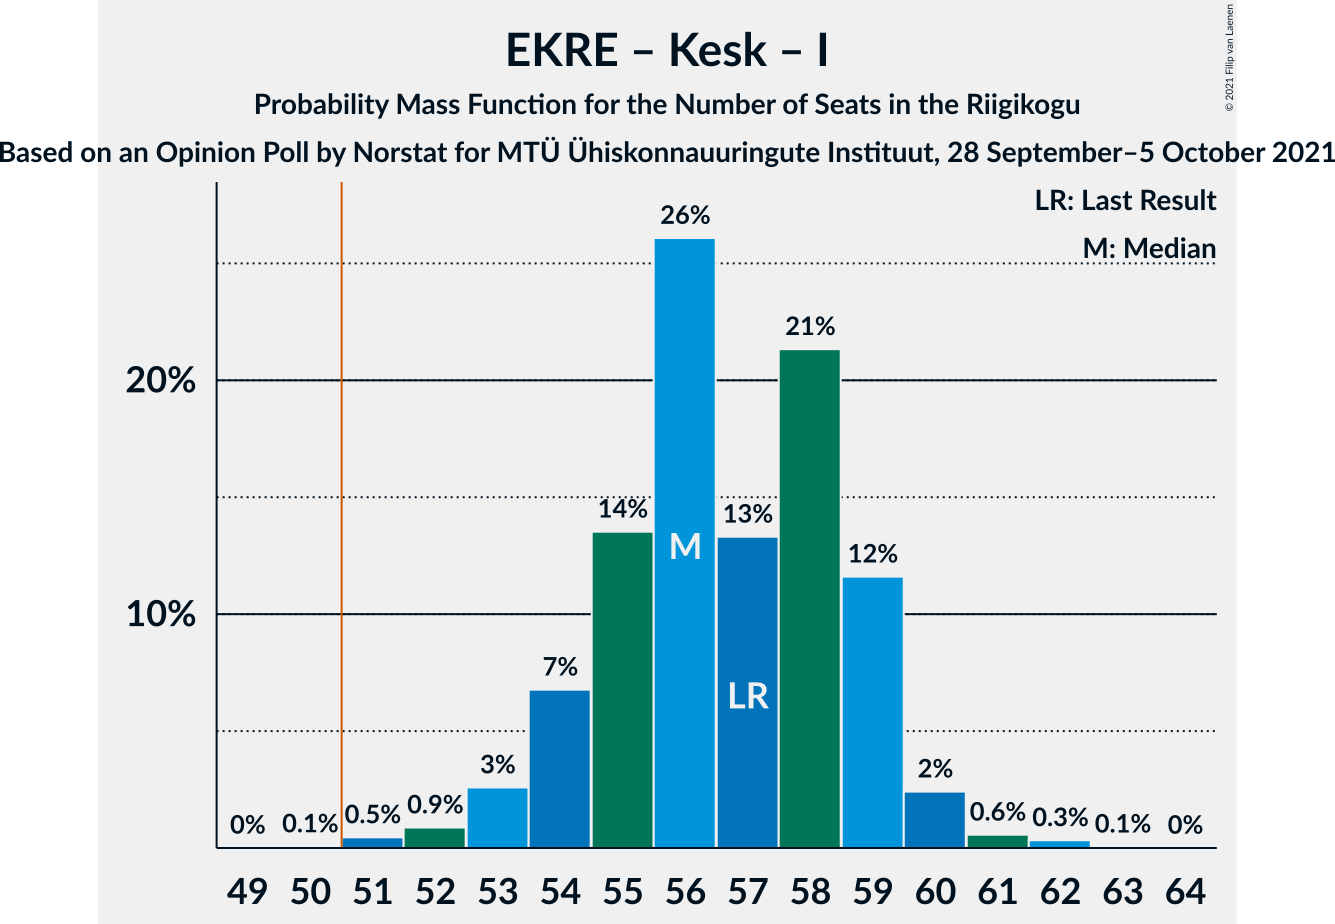 EKRE – Kesk – I
© 2021 Filip van Laenen
Probability Mass Function for the Number of Seats in the Riigikogu
Based on an Opinion Poll by Norstat for MTÜ Ühiskonnauuringute Instituut, 28 September–5 October 2021
LR: Last Result
M: Median
26%
21%
20%
14%
13%
M
12%
10%
7%
LR
3%
2%
0%
0.1%
0.5%
0.9%
0.6%
0.3%
0.1%
0%
49 50 51 52 53 54 55 56 57 58 59 60 61 62 63 64